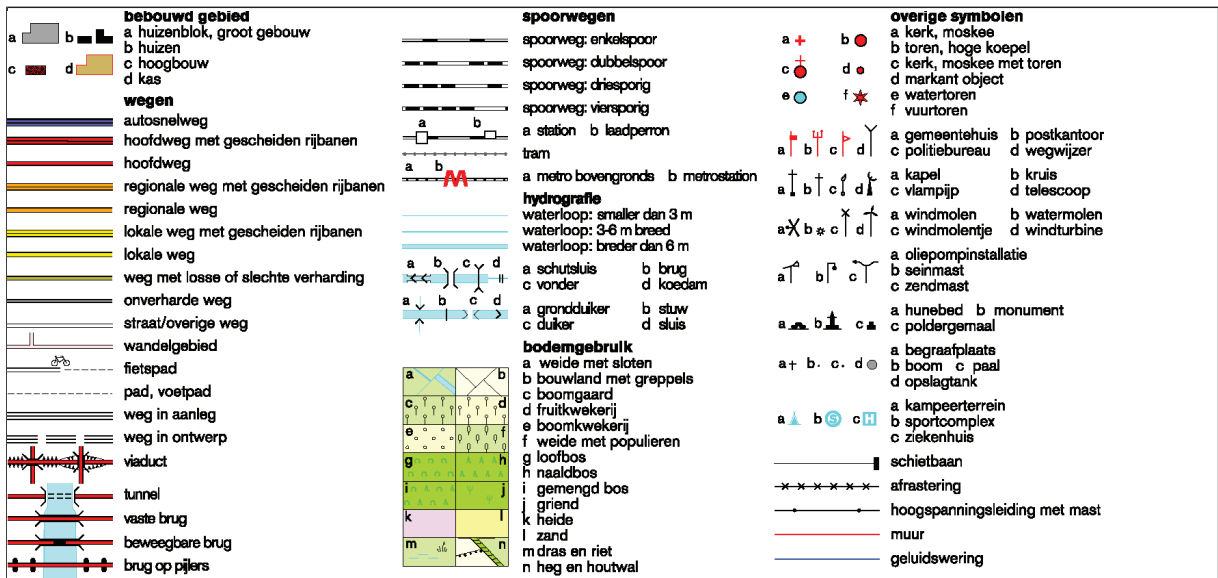 bebouwd gebied
a b a huizenblok, groot gebouw
b huizen
c d c hoogbouw
d kas
wegen
autosnelweg
hoofdweg met gescheiden rijbanen
hoofdweg
regionale weg met gescheiden rijbanen
regionale weg
lokale weg met gescheiden rijbanen
lokale weg
weg met losse of slechte verharding
onverharde weg
straat/overige weg
wandelgebied
fietspad
pad, voetpad
weg in aanleg
weg in ontwerp
viaduct
tunnel
vaste brug
beweegbare brug
brug op pijlers
spoorwegen
spoorweg: enkelspoor
spoorweg: dubbelspoor
spoorweg: driesporig
spoorweg: viersporig
a b
a station b laadperron
tram
a b M
a metro bovengronds b metrostation
hydrografie
waterloop: smaller dan 3 m
waterloop: 3-6 m breed
waterloop: breder dan 6 m
a b c d
a schutsluis b brug
c vonder d koedam
a b c d
a grondduiker b stuw
c duiker d sluis
bodemgebruik
a b a weide met sloten
b bouwland met greppels
c d c boomgaard
d fruitkwekerij
e f e boomkwekerij
f weide met populieren
g h g loofbos
h naaldbos
i j i gemengd bos
j griend
k l k heide
l zand
m n m dras en riet
n heg en houtwal
overige symbolen
a b a kerk, moskee
b toren, hoge koepel
c d c kerk, moskee met toren
d markant object
e f e watertoren
f vuurtoren
a b c d
a gemeentehuis b postkantoor
c politiebureau d wegwijzer
a b c d
a kapel b kruis
c vlampijp d telescoop
a b c d
a windmolen b watermolen
c windmolentje d windturbine
a b c
a oliepompinstallatie
b seinmast
c zendmast
a b c
a hunebed b monument
c poldergemaal
a b c d
a begraafplaats
b boom c paal
d opslagtank
a b S c H
a kampeerterrein
b sportcomplex
c ziekenhuis
schietbaan
afrastering
hoogspanningsleiding met mast
muur
geluidswering